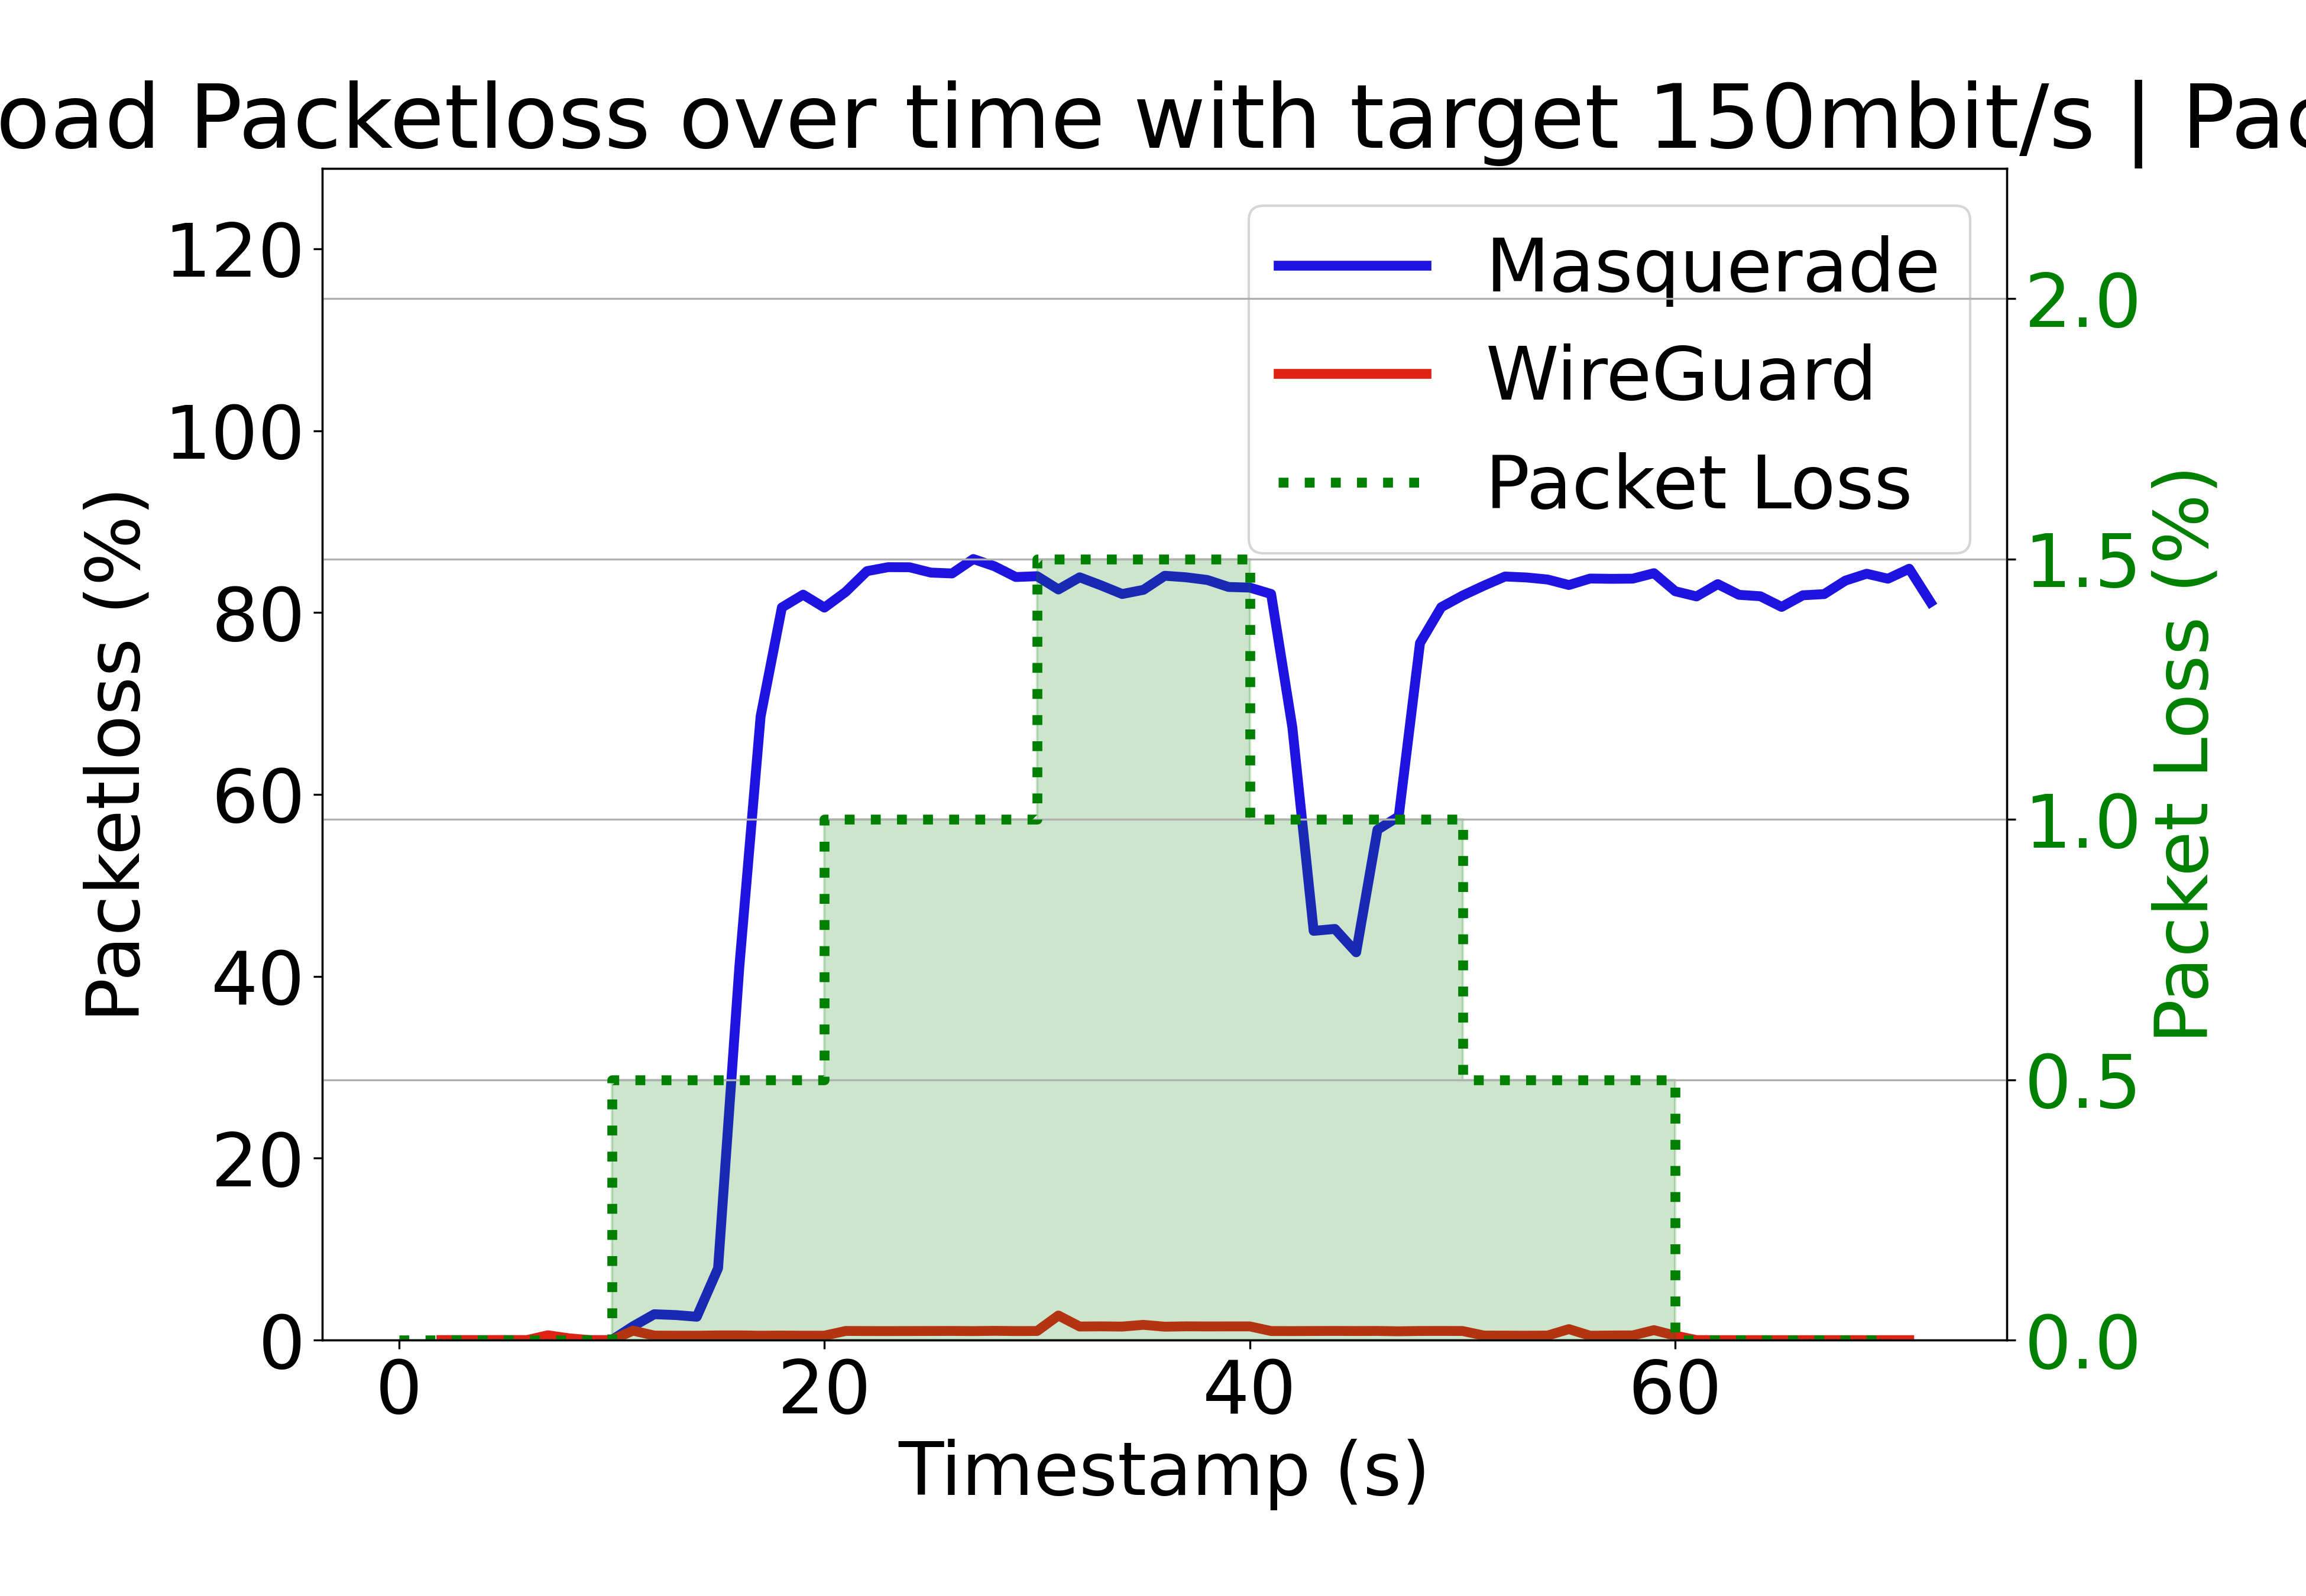 oad Packetloss over time with target 150mbit/s | Pac
Masquerade
WireGuard
Packet Loss
120
100
80
60
40
20
0
Packetloss (%)
2.0
1.5
1.0
0.5
0.0
Packet Loss (%)
0 20 40 60
Timestamp (s)